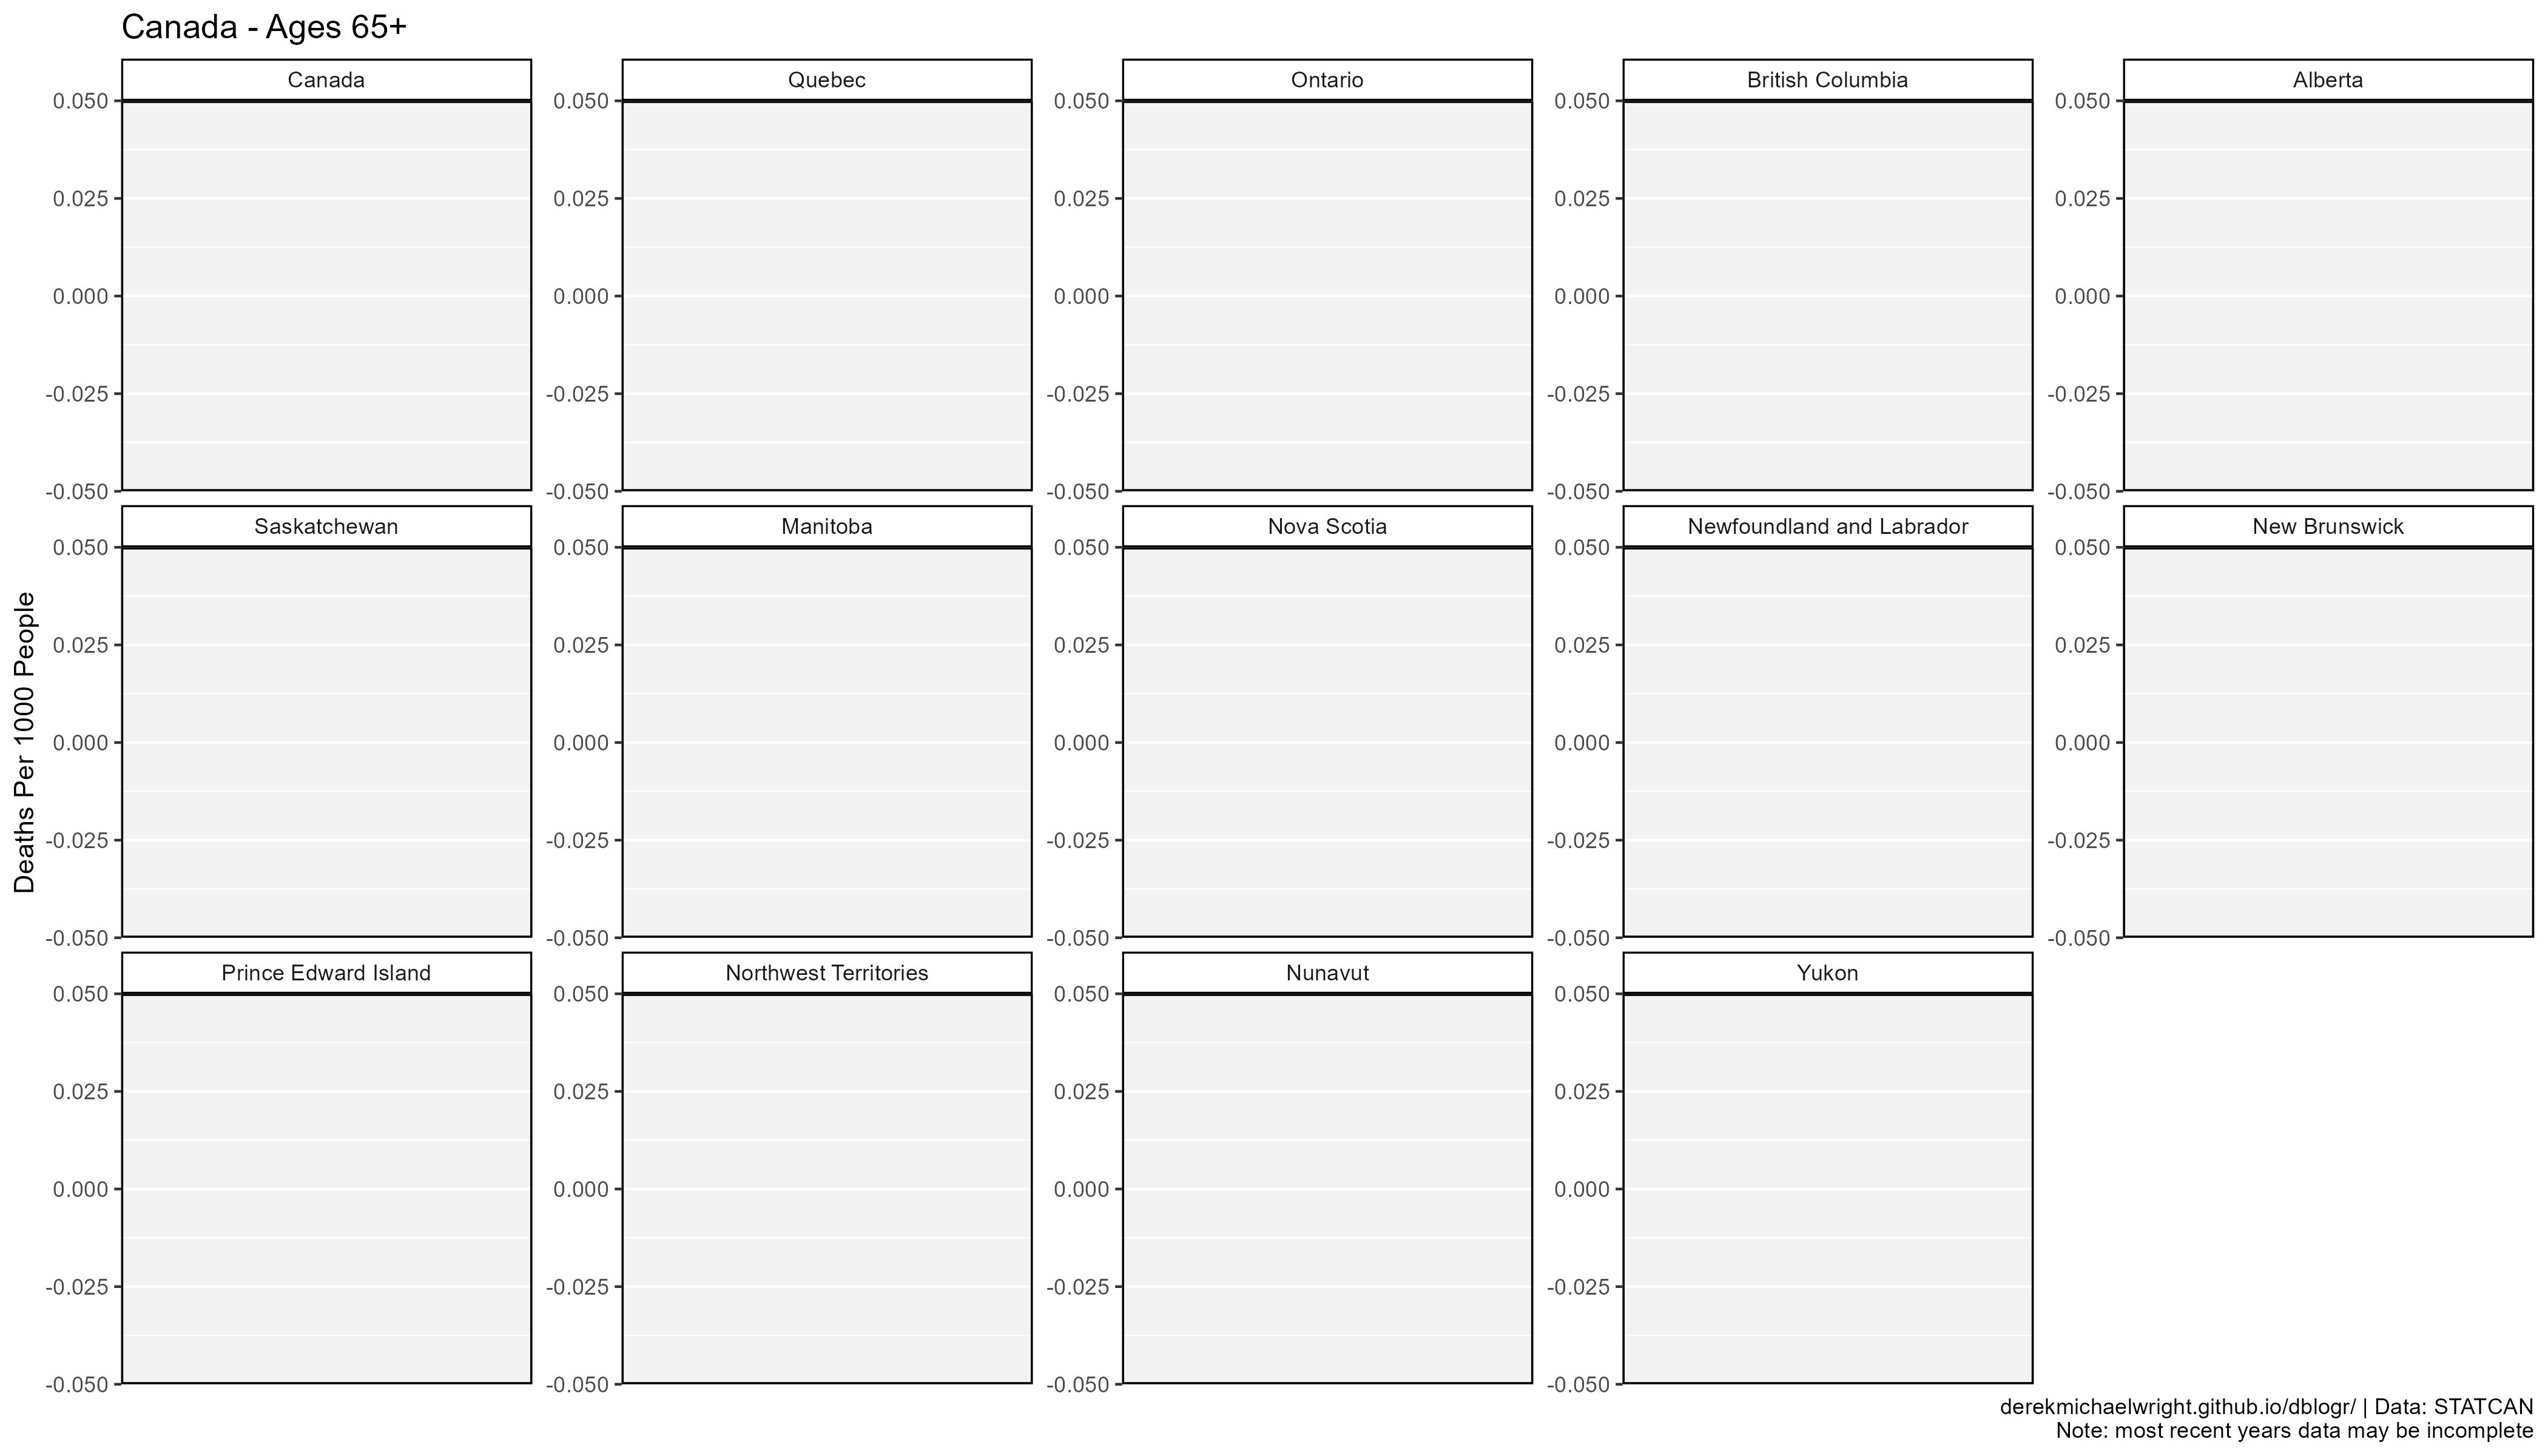 Canada - Ages 65+
Canada Quebec Ontario British Columbia Alberta
0.050 0.050 0.050 0.050 0.050
0.025 0.025 0.025 0.025 0.025
0.000 0.000 0.000 0.000 0.000
-0.025 -0.025 -0.025 -0.025 -0.025
-0.050 -0.050 -0.050 -0.050 -0.050
Saskatchewan Manitoba Nova Scotia Newfoundland and Labrador New Brunswick
0.050 0.050 0.050 0.050 0.050
0.025 0.025 0.025 0.025 0.025
0.000 0.000 0.000 0.000 0.000
-0.025 -0.025 -0.025 -0.025 -0.025
-0.050 -0.050 -0.050 -0.050 -0.050
Deaths Per 1000 People
Prince Edward Island Northwest Territories Nunavut Yukon
0.050 0.050 0.050 0.050
0.025 0.025 0.025 0.025
0.000 0.000 0.000 0.000
-0.025 -0.025 -0.025 -0.025
-0.050 -0.050 -0.050 -0.050
derekmichaelwright.github.io/dblogr/ | Data: STATCAN
Note: most recent years data may be incomplete